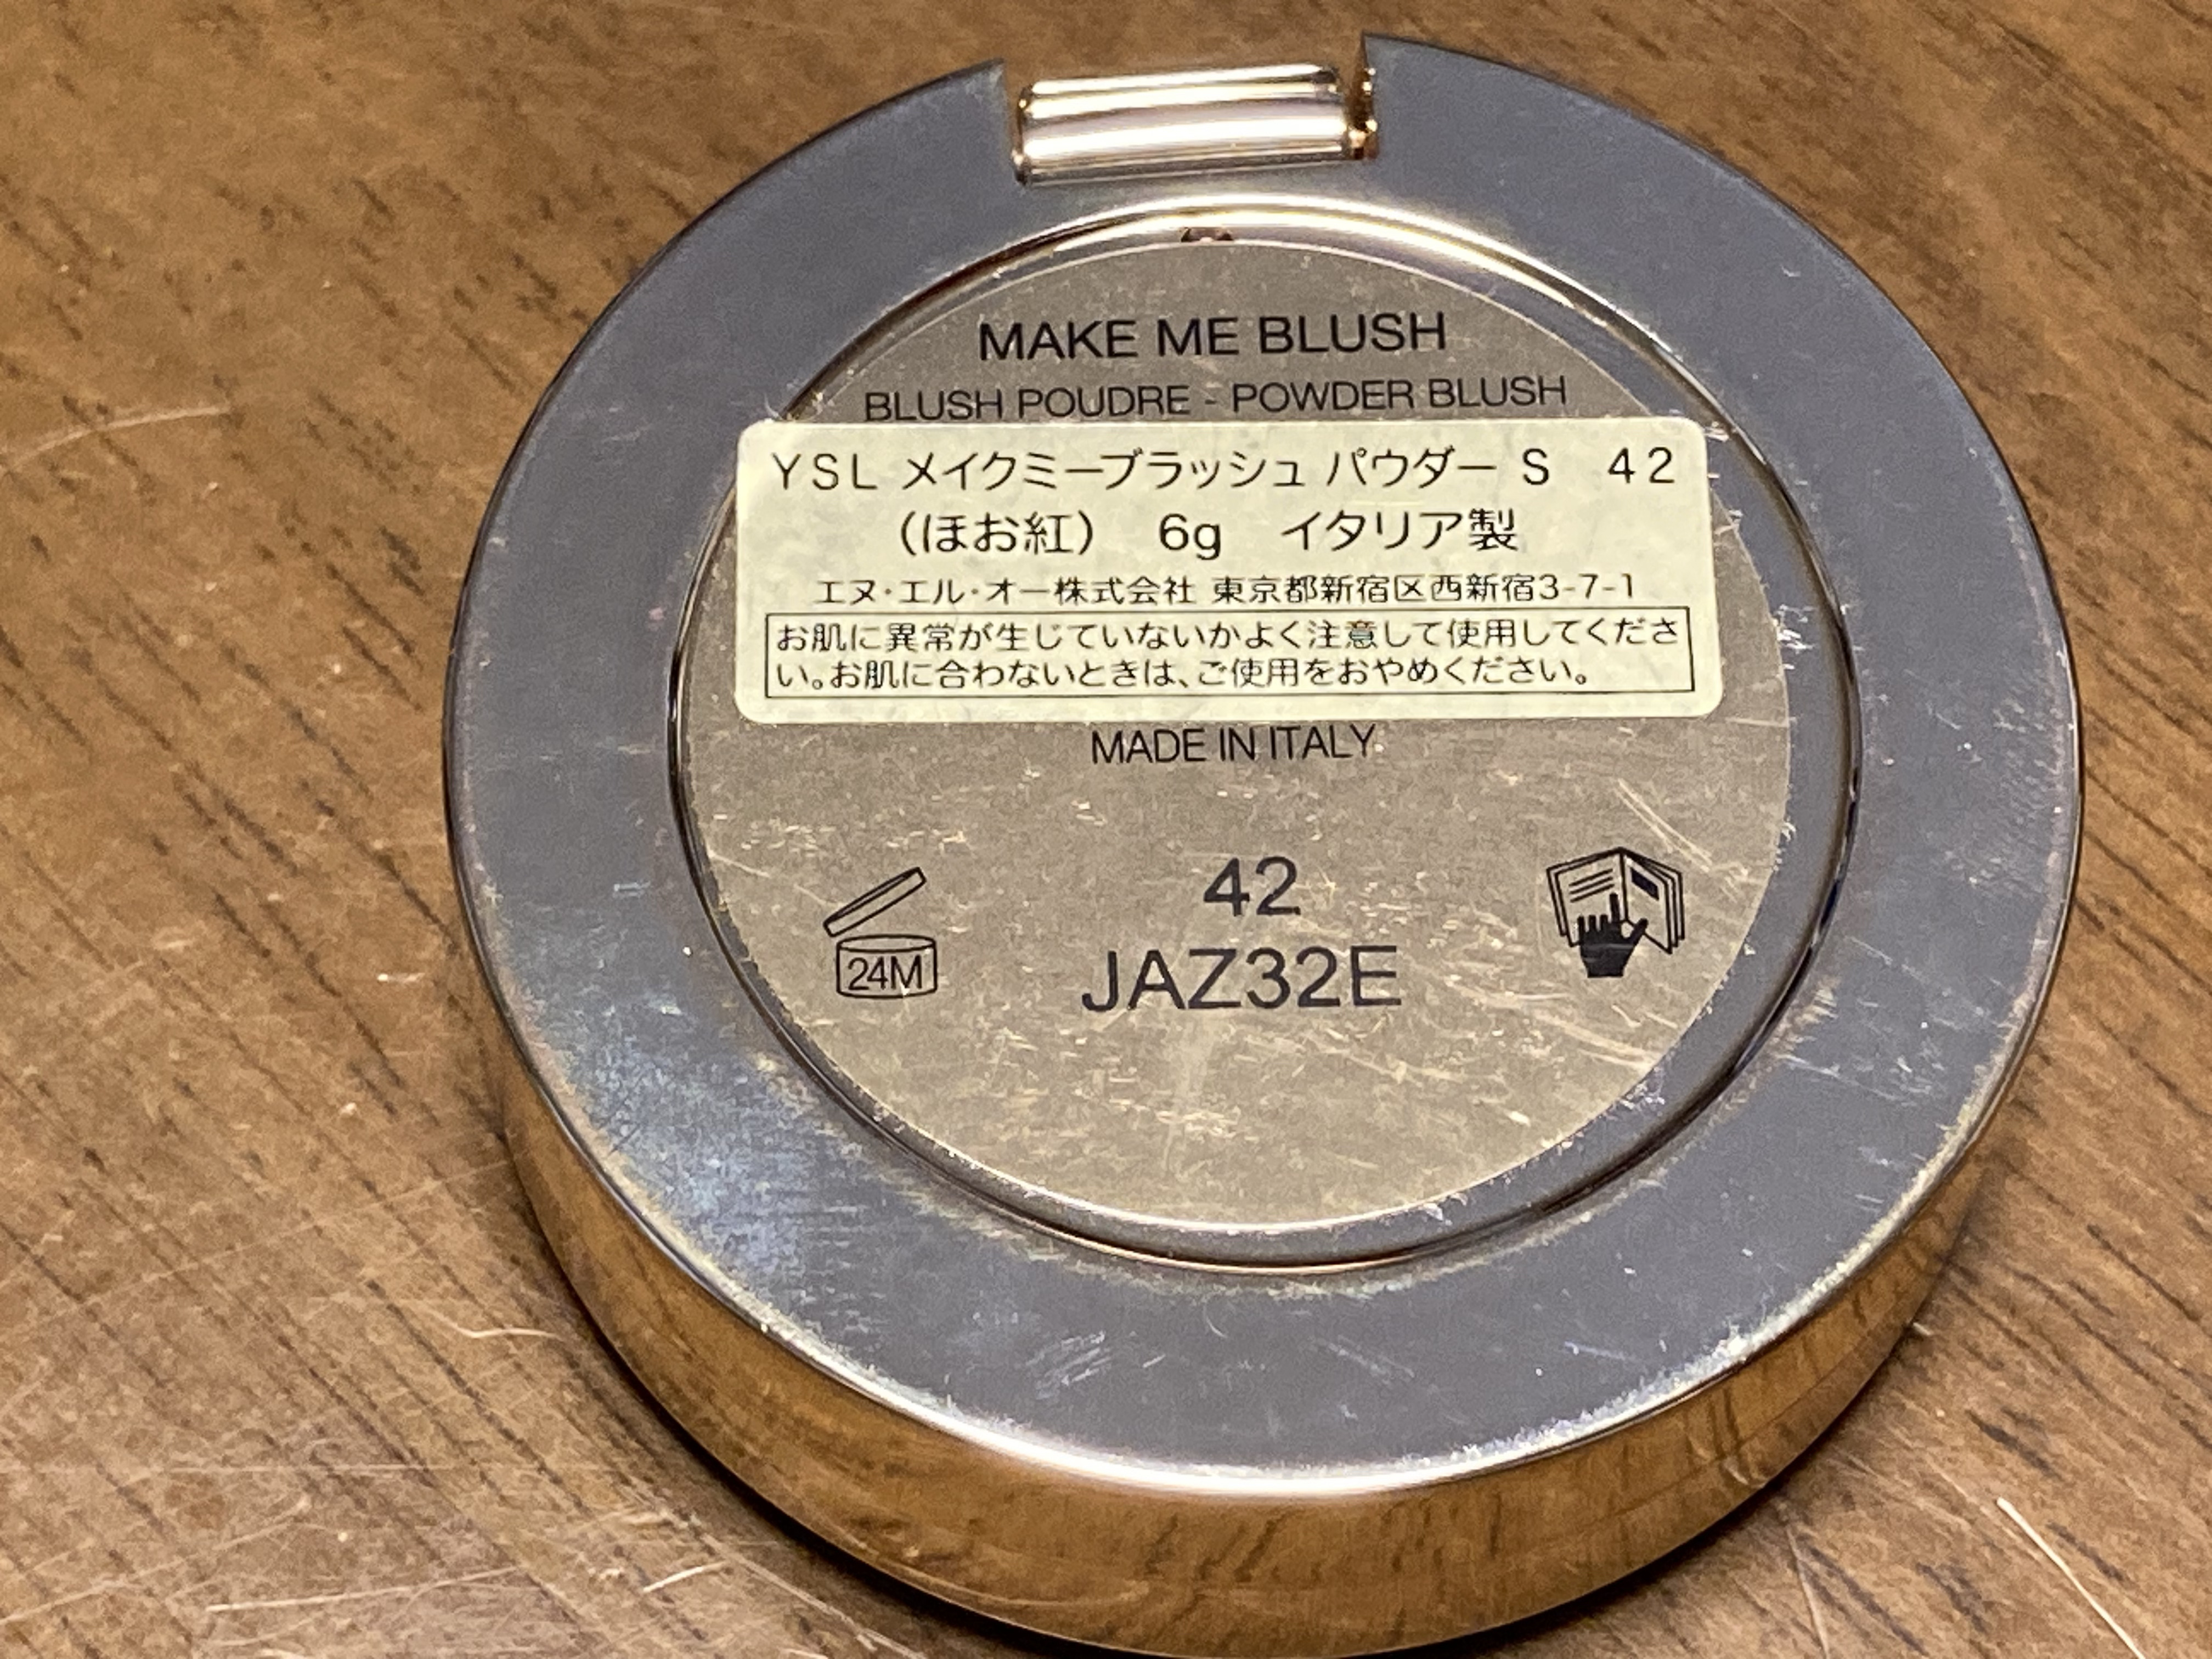 MAKE ME BLUSH
BLUSH POUDRE - POWDER BLUSH
YSL メイクミーブラッシュ パウダー S　42
（ほお紅）　6g　イタリア製
エヌ・エル・オー株式会社 東京都新宿区西新宿3-7-1
お肌に異常が生じていないかよく注意して使用してくださ
い。お肌に合わないときは、ご使用をおやめください。
MADE IN ITALY
42
24M
JAZ32E